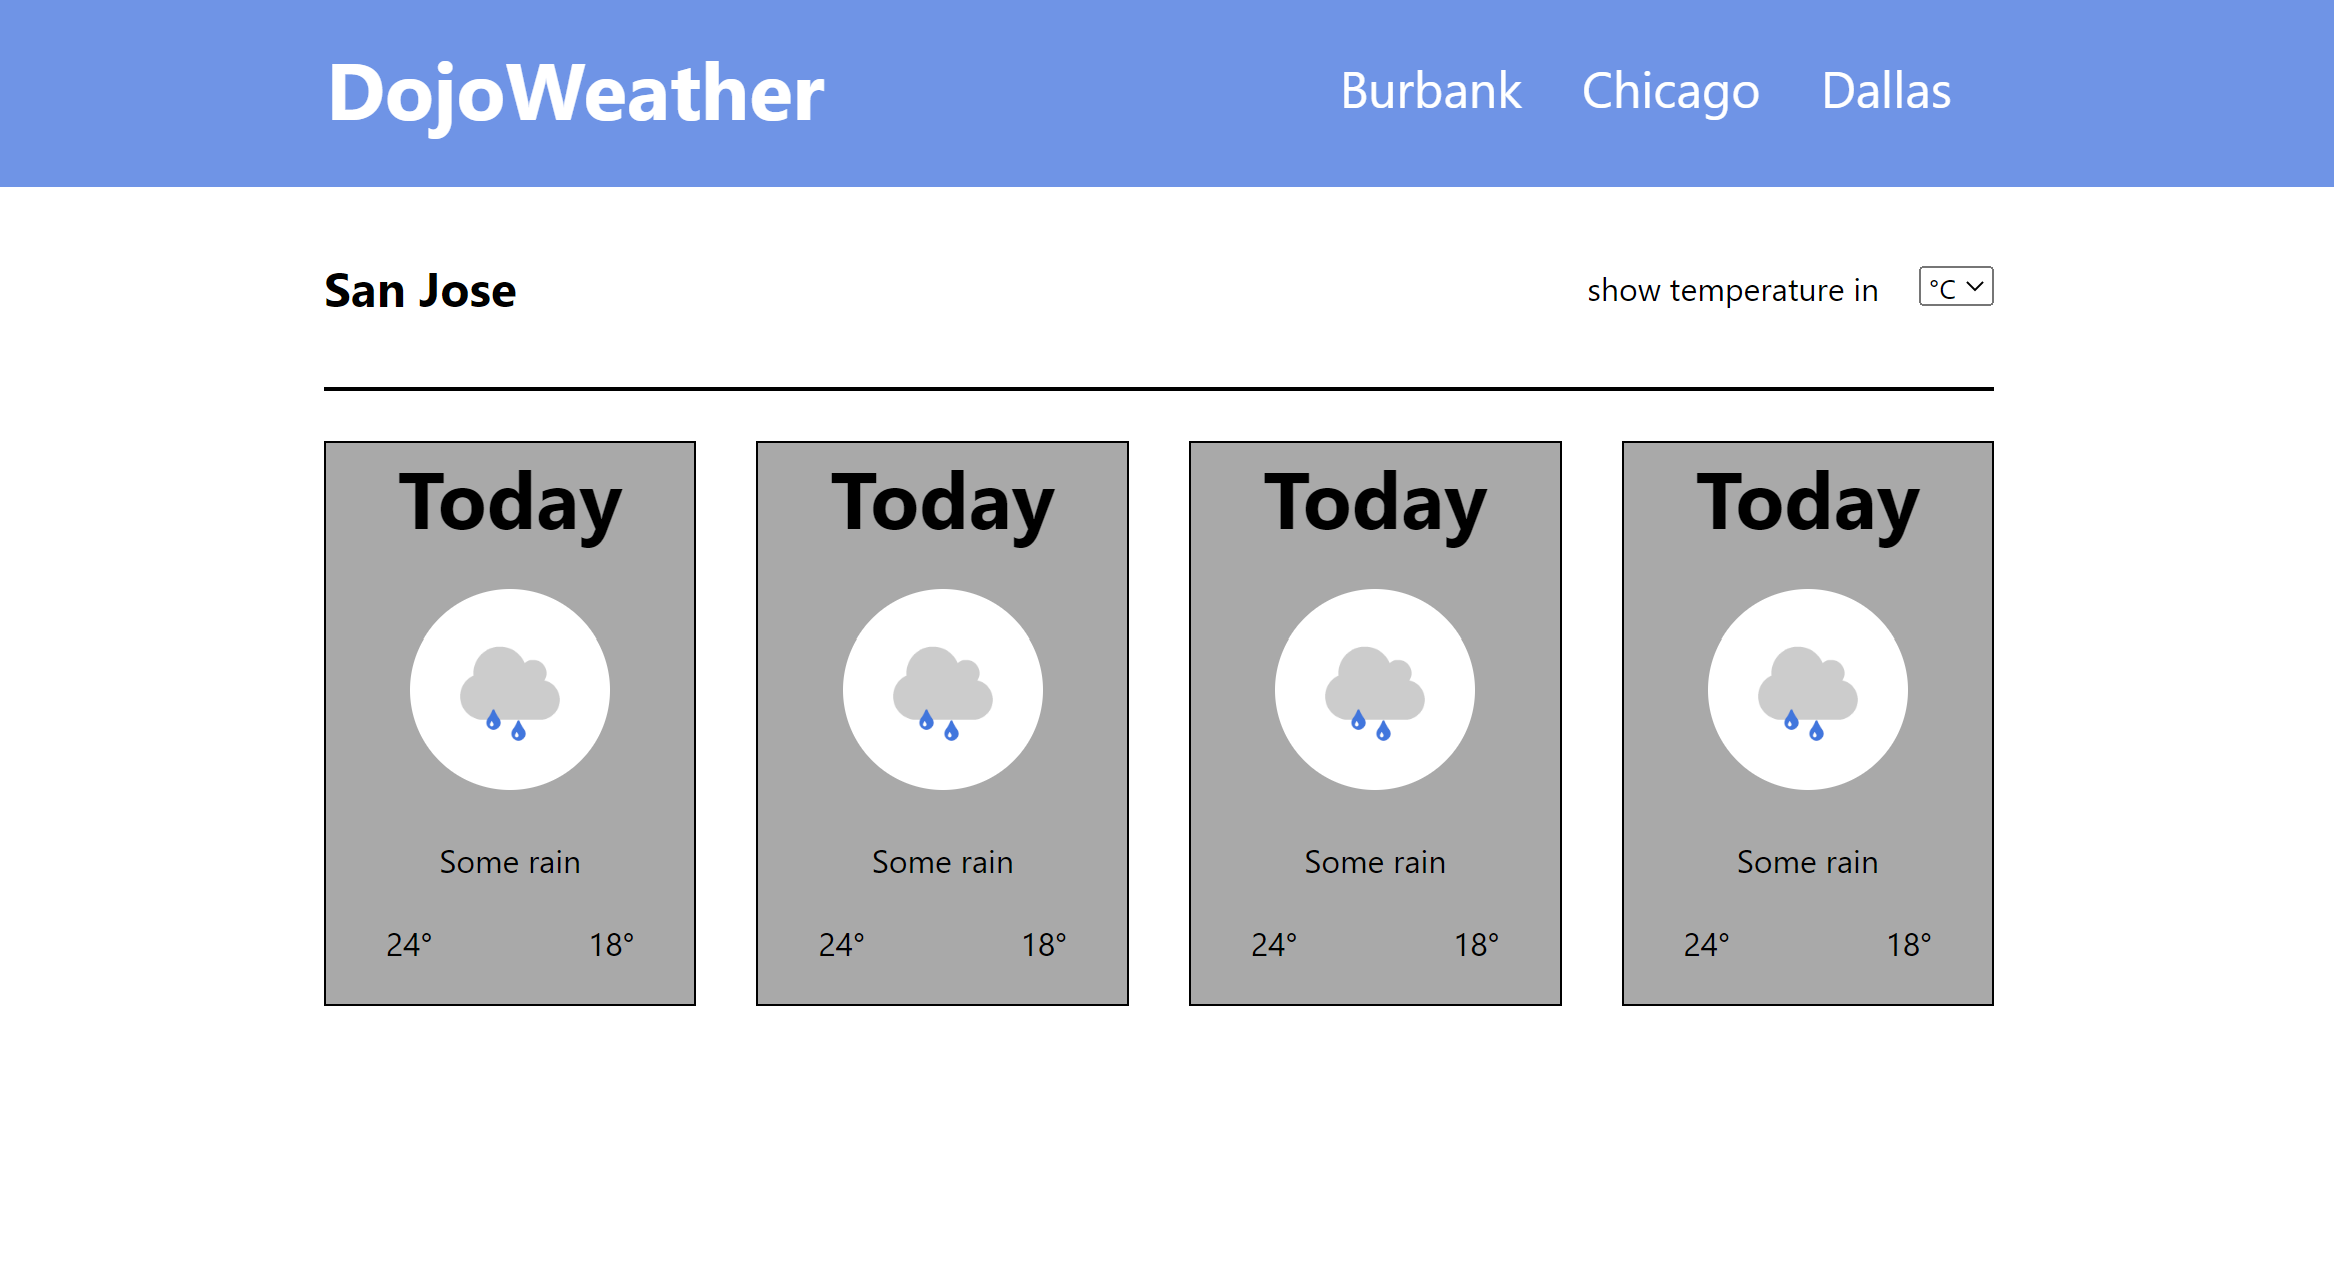 DojoWeather Burbank Chicago Dallas
San Jose show temperature in °C
Today Today Today Today
Some rain Some rain Some rain Some rain
24° 18° 24° 18° 24° 18° 24° 18°